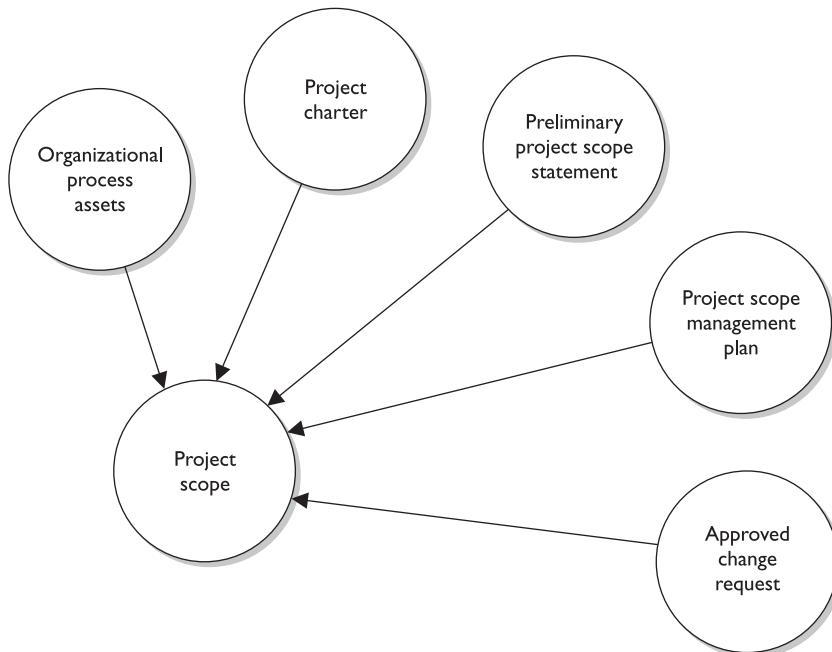 Project
charter
Preliminary
project scope
statement
Organizational
process
assets
Project scope
management
plan
Project
scope
Approved
change
request